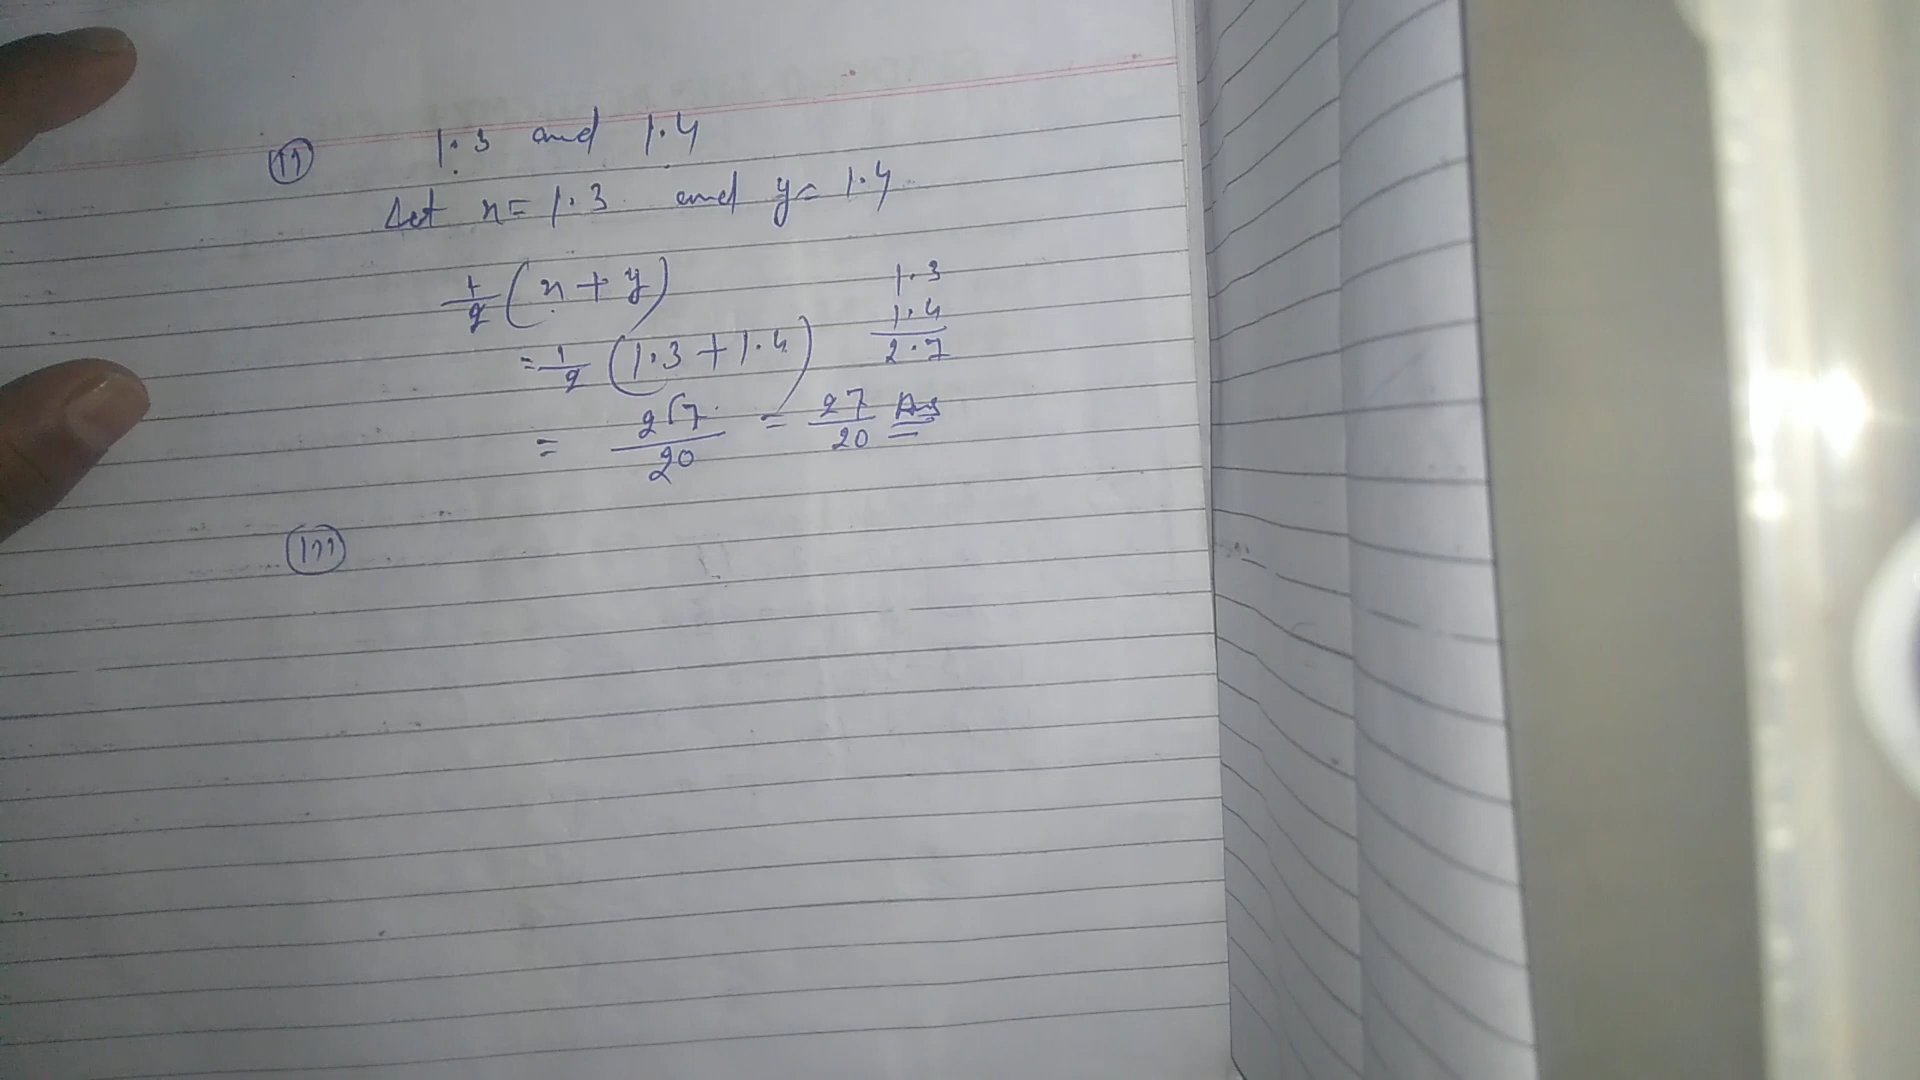 (ii) 1.3 and 1.4
Let x = 1.3 and y = 1.4
1/2 (x + y)
1.3
1.4
2.7
= 1/2 (1.3 + 1.4)
= 2.7/20 = 27/20 Ans
(iii)